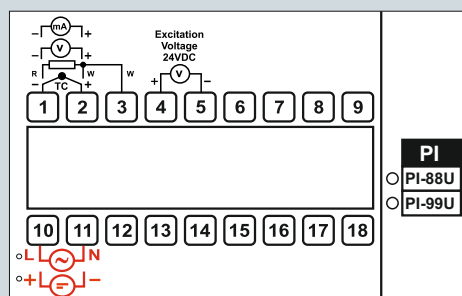 mA
− +
V
− +
R W W
− TC +
Excitation
Voltage
24VDC
+ V −
1 2 3 4 5 6 7 8 9
10 11 12 13 14 15 16 17 18
L ~ N
+ −
PI
PI-88U
PI-99U